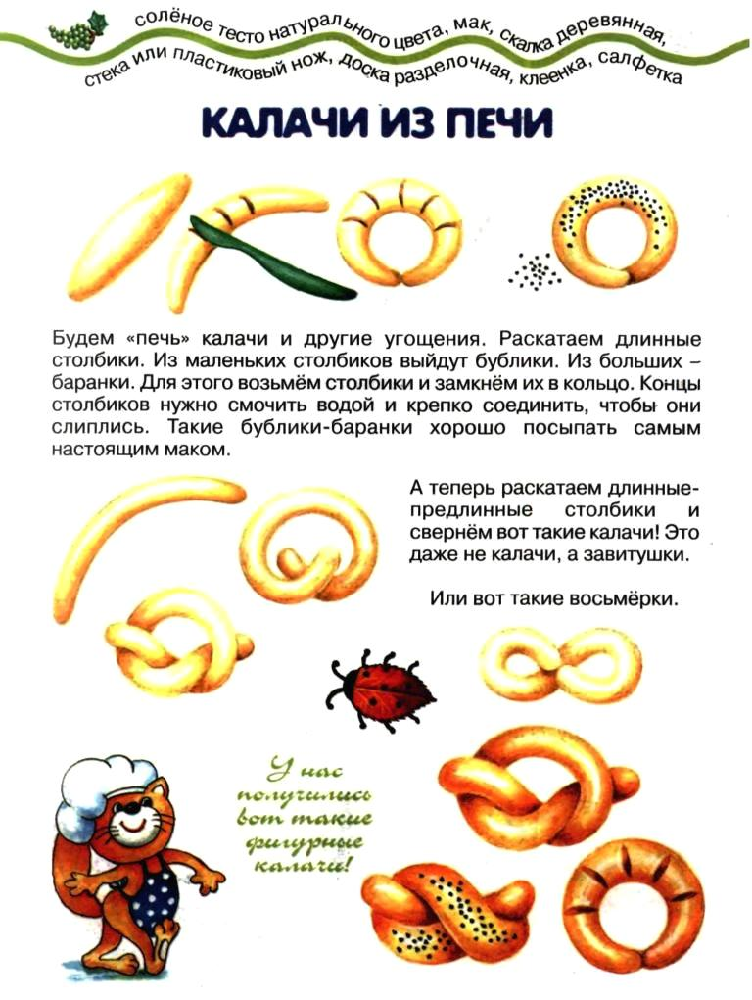 солёное тесто натурального цвета, мак, скалка деревянная,
стека или пластиковый нож, доска разделочная, клеенка, салфетка
КАЛАЧИ ИЗ ПЕЧИ
Будем «печь» калачи и другие угощения. Раскатаем длинные
столбики. Из маленьких столбиков выйдут бублики. Из больших –
баранки. Для этого возьмём столбики и замкнём их в кольцо. Концы
столбиков нужно смочить водой и крепко соединить, чтобы они
слиплись. Такие бублики-баранки хорошо посыпать самым
настоящим маком.
А теперь раскатаем длинные-
предлинные столбики и
свернём вот такие калачи! Это
даже не калачи, а завитушки.
Или вот такие восьмёрки.
У нас
получились
вот такие
фигурные
калачи!